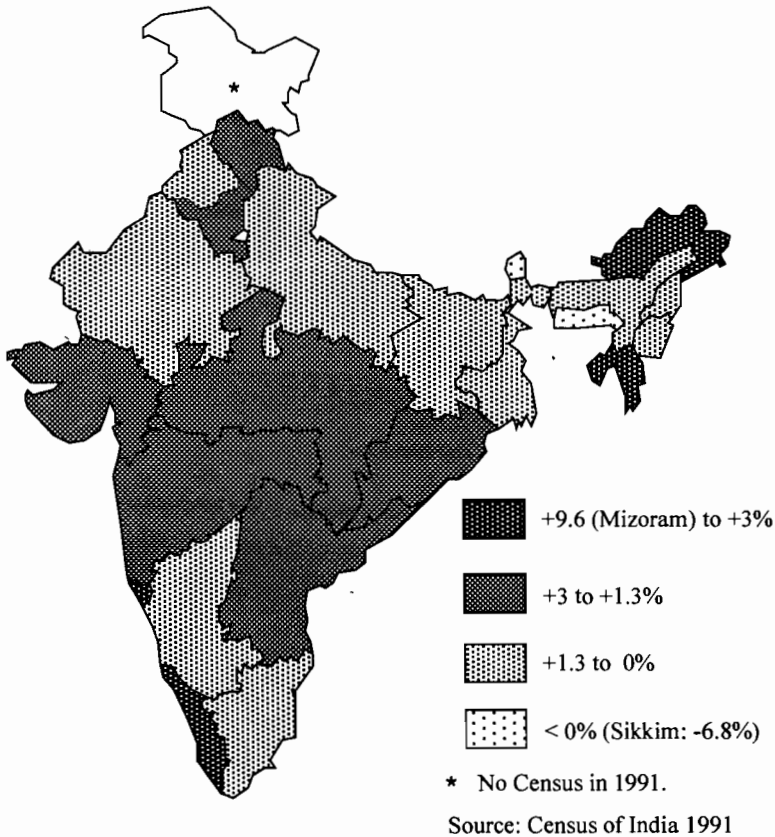 *
+9.6 (Mizoram) to +3%
+3 to +1.3%
+1.3 to 0%
< 0% (Sikkim: -6.8%)
* No Census in 1991.
Source: Census of India 1991